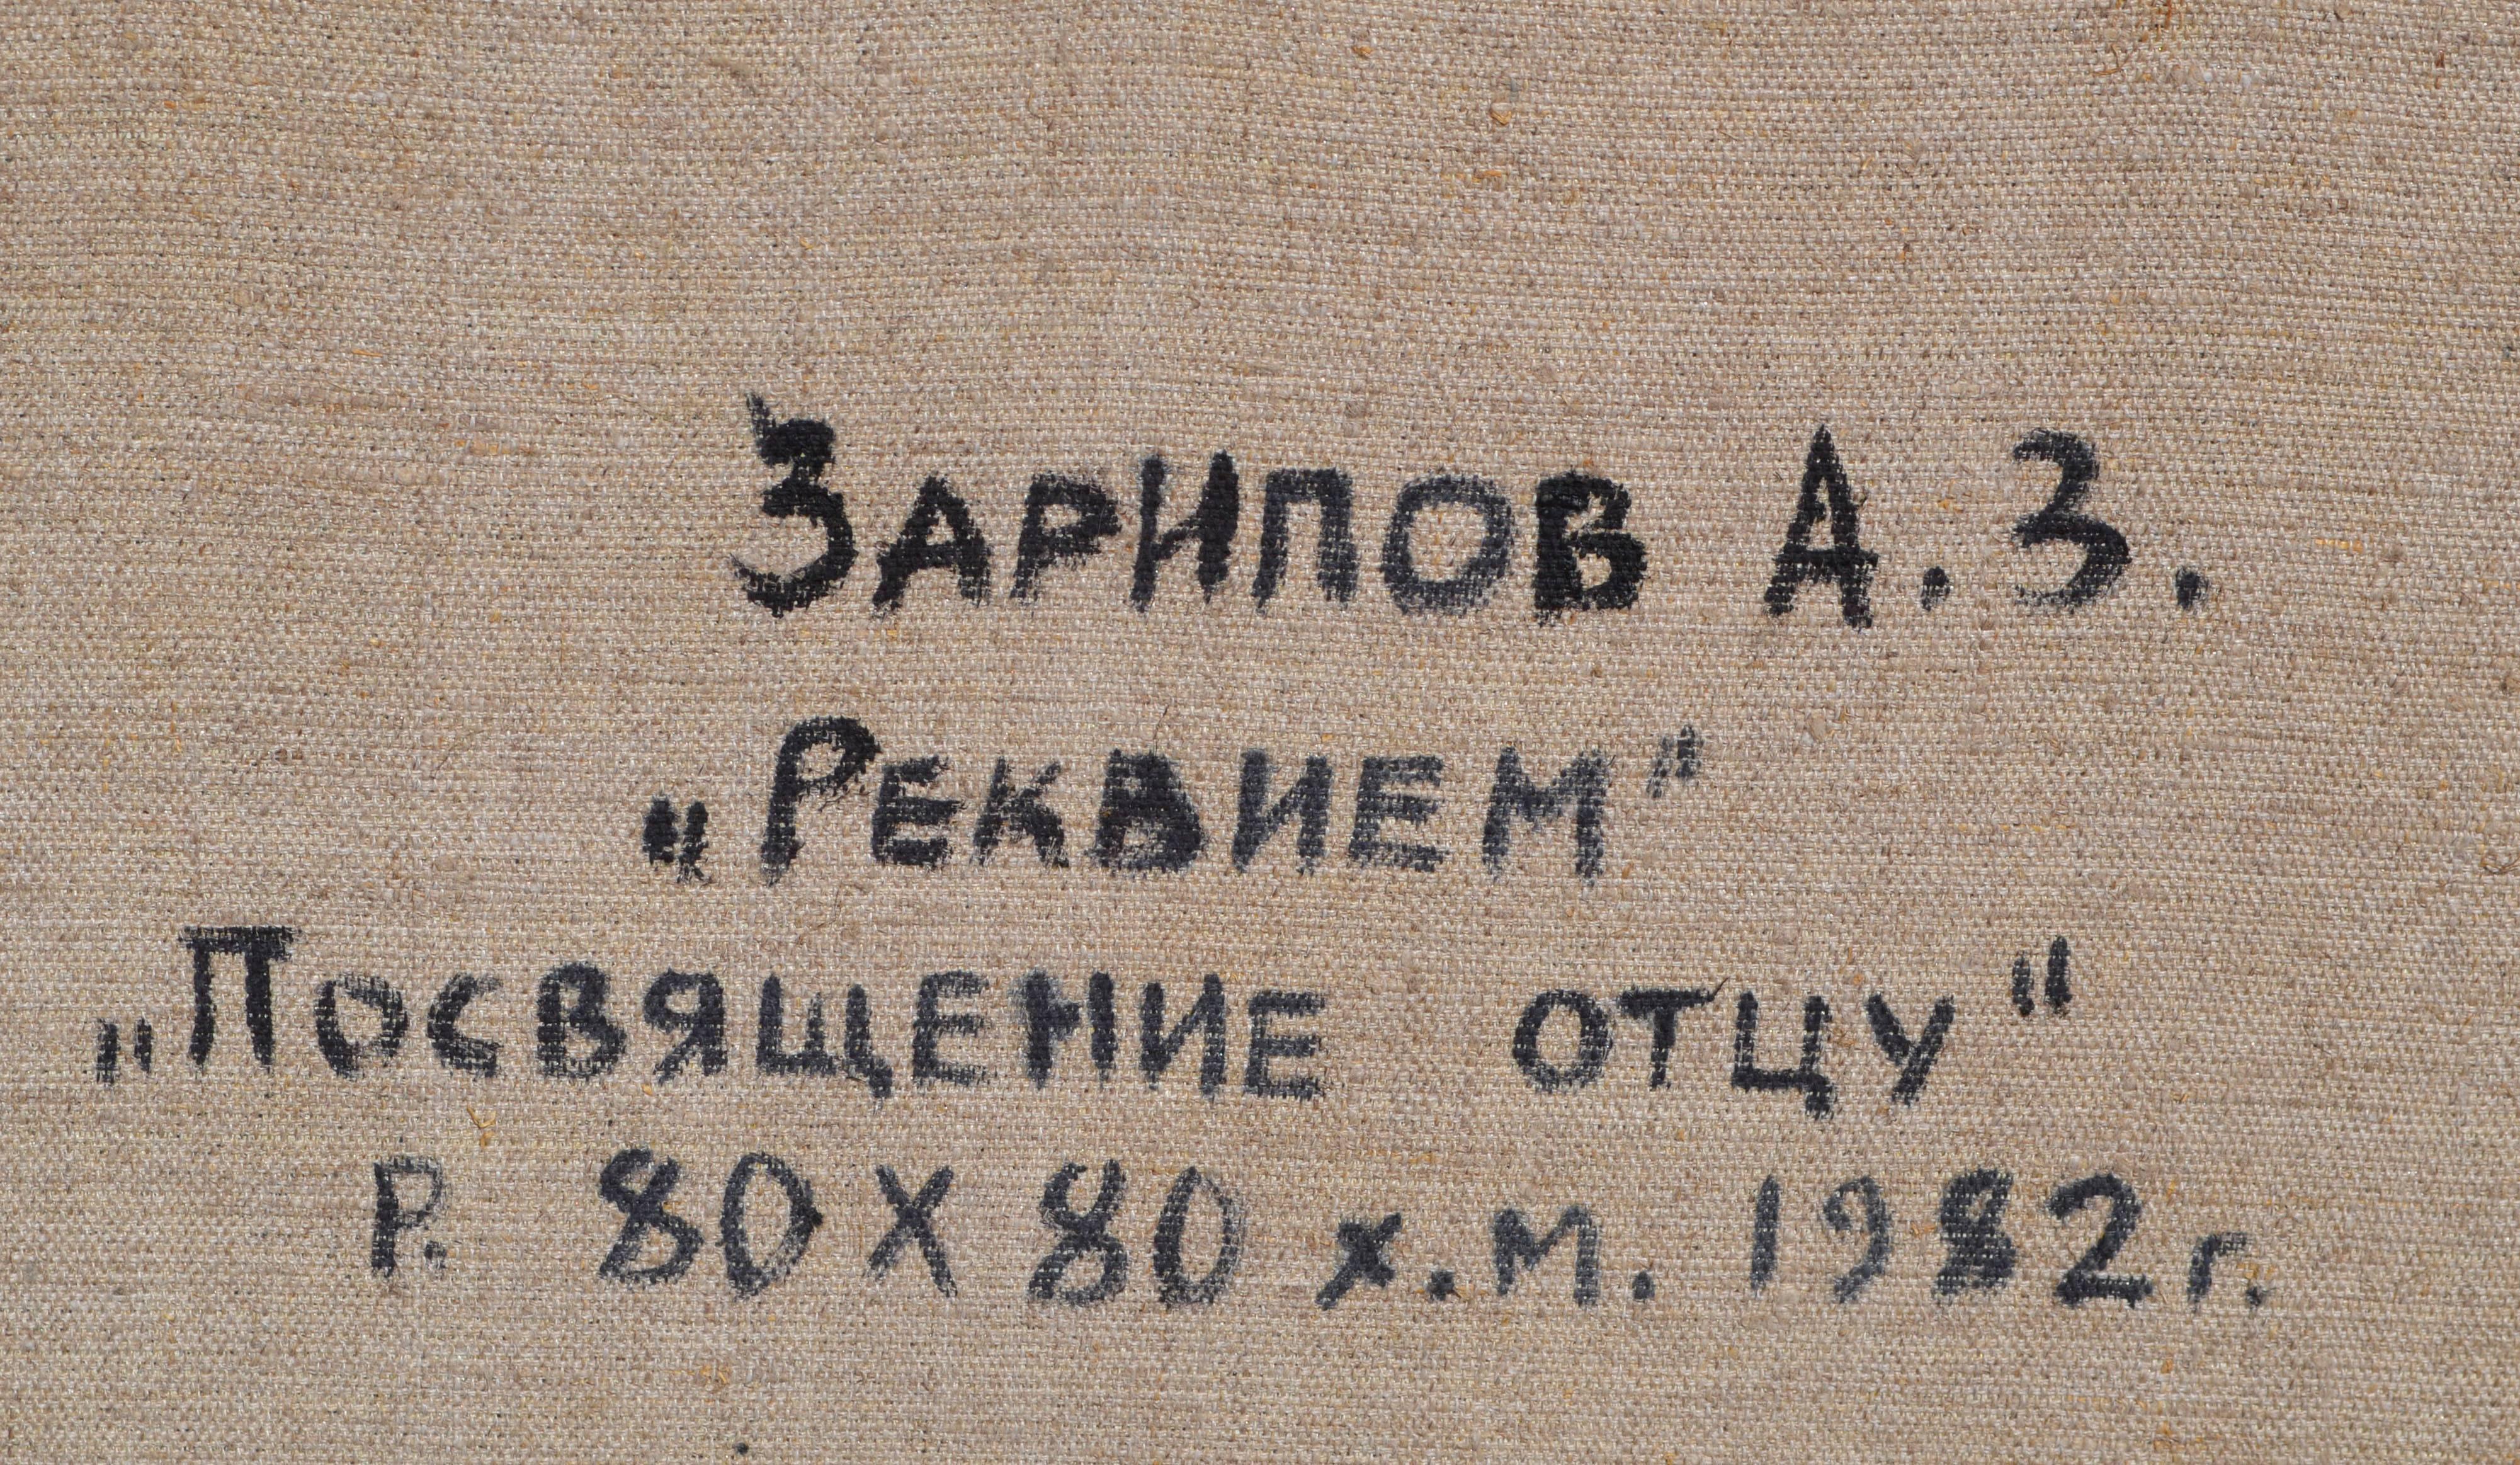 Зарипов А.З.
„Реквием"
„Посвящение отцу"
Р. 80Х80 х.м. 1982г.